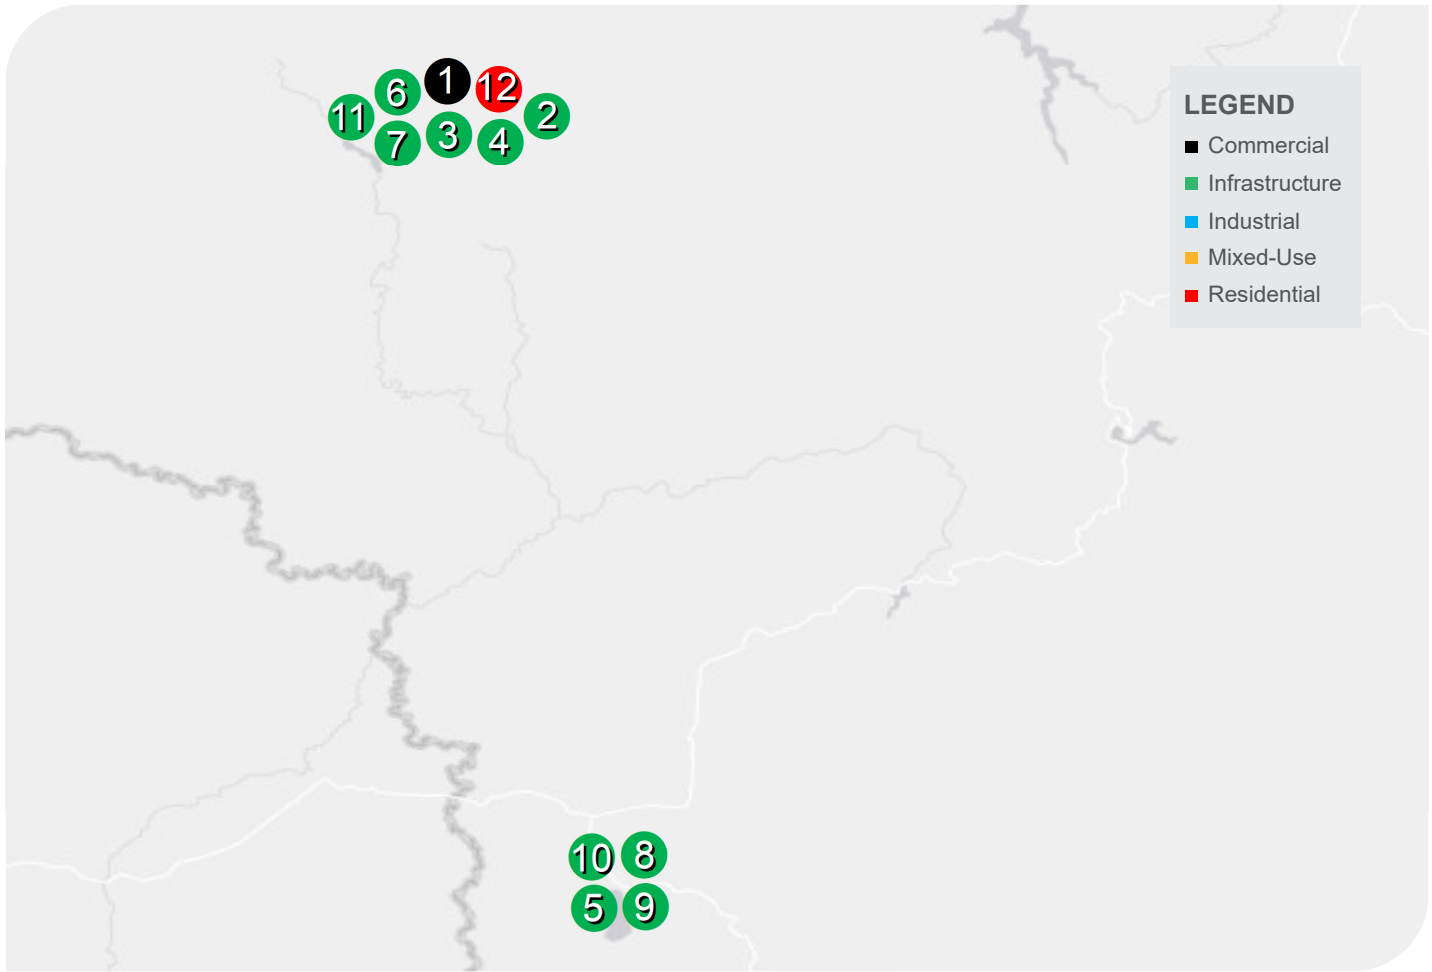 1
6
12
11
2
7
3
4
LEGEND
Commercial
Infrastructure
Industrial
Mixed-Use
Residential
10
8
5
9